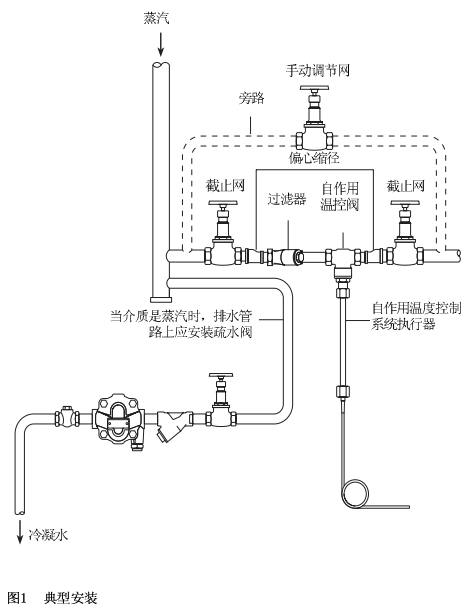 蒸汽
手动调节网
旁路
偏心缩径
截止网
过滤器
自作用
温控阀
截止网
当介质是蒸汽时，排水管
路上应安装疏水阀
自作用温度控制
系统执行器
冷凝水
图1 典型安装